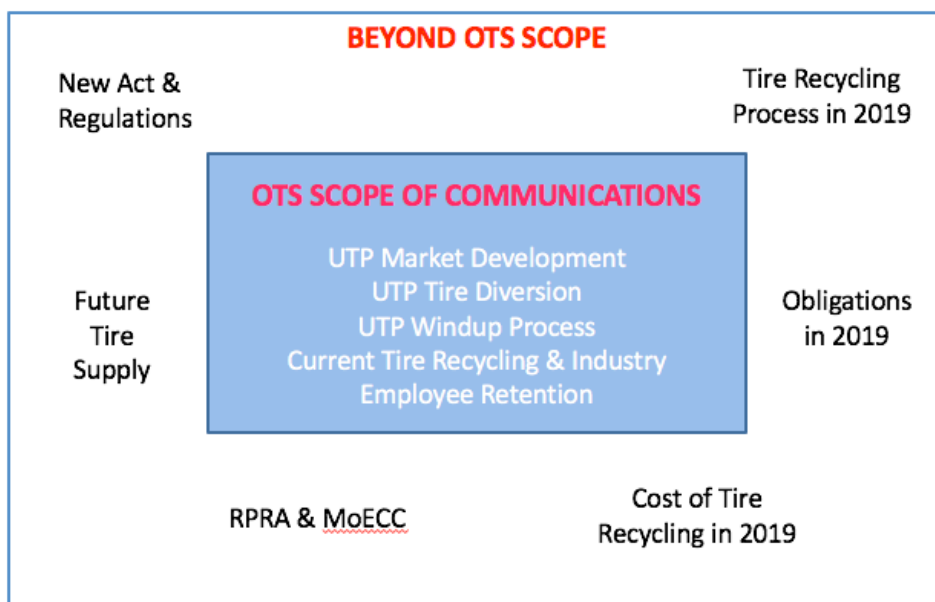 BEYOND OTS SCOPE
New Act &
Regulations
Tire Recycling
Process in 2019
OTS SCOPE OF COMMUNICATIONS
UTP Market Development
UTP Tire Diversion
UTP Windup Process
Current Tire Recycling & Industry
Employee Retention
Future
Tire
Supply
Obligations
in 2019
RPRA & MoECC
Cost of Tire
Recycling in 2019